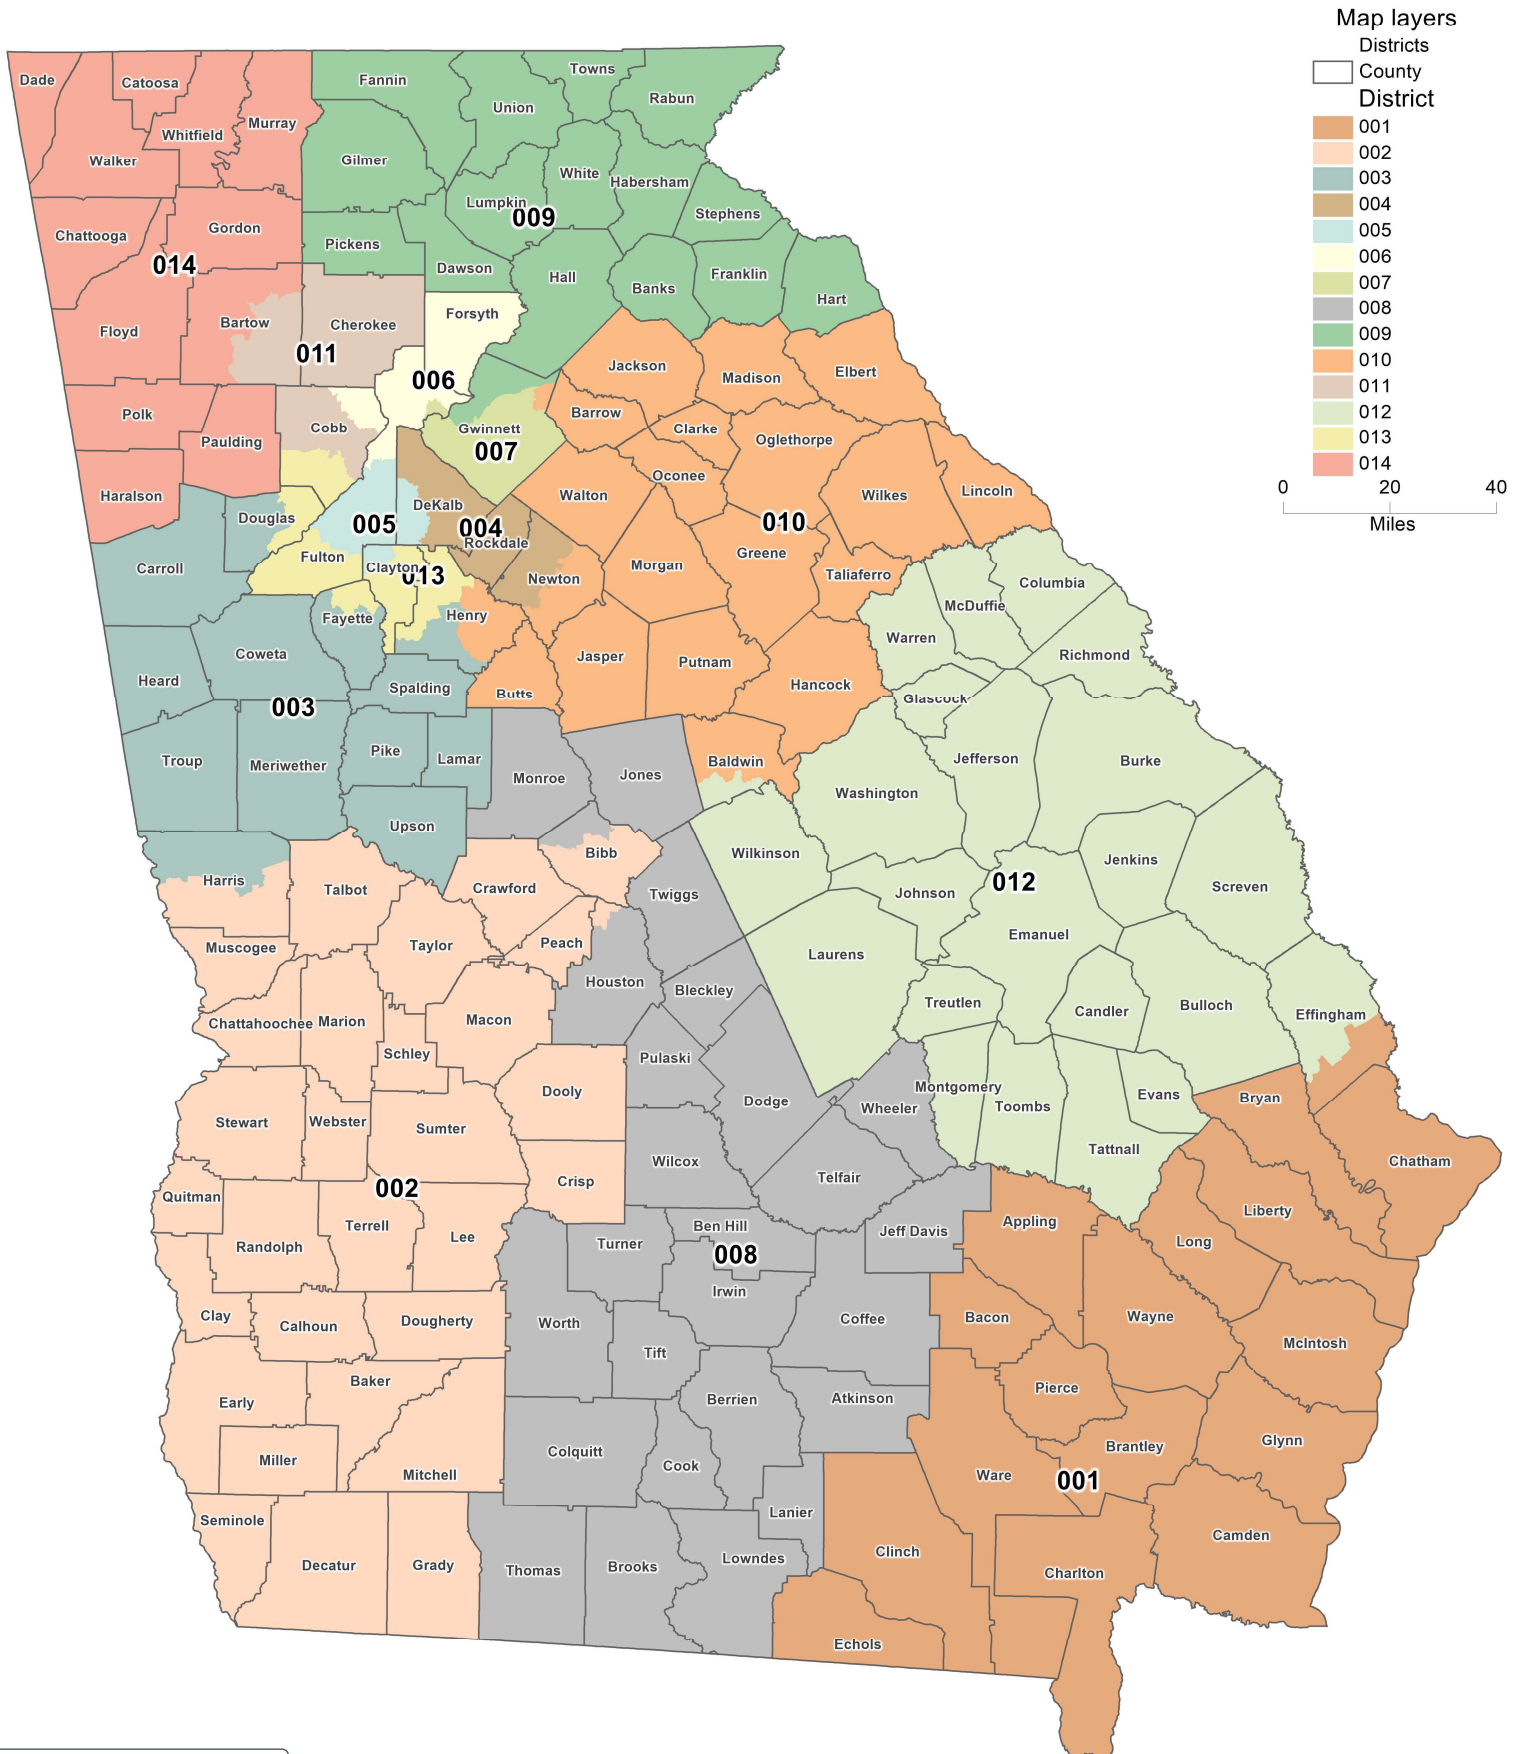 Map layers
Districts
County
District
001
002
003
004
005
006
007
008
009
010
011
012
013
014
0 20 40
Miles
Dade
Catoosa
Fannin
Towns
Union
Rabun
Murray
Whitfield
Walker
Gilmer
White
Habersham
Lumpkin
009
Stephens
Chattooga
Gordon
Pickens
014
Dawson
Hall
Banks
Franklin
Hart
Forsyth
Floyd
Bartow
Cherokee
011
006
Jackson
Madison
Elbert
Polk
Paulding
Cobb
Gwinnett
007
Barrow
Clarke
Oglethorpe
Oconee
Haralson
Walton
Wilkes
Lincoln
Douglas
005
DeKalb
004
Rockdale
010
Greene
Carroll
Fulton
Clayton
013
Newton
Morgan
Taliaferro
Columbia
McDuffie
Fayette
Henry
Warren
Coweta
Jasper
Putnam
Richmond
Heard
Spalding
Butts
Hancock
Glascock
003
Troup
Meriwether
Pike
Lamar
Monroe
Jones
Baldwin
Jefferson
Burke
Washington
Upson
Bibb
Wilkinson
Jenkins
Harris
Talbot
Crawford
Twiggs
Johnson
012
Screven
Muscogee
Taylor
Peach
Laurens
Emanuel
Houston
Bleckley
Treutlen
Candler
Bulloch
Effingham
Chattahoochee
Marion
Macon
Schley
Pulaski
Dooly
Dodge
Wheeler
Montgomery
Toombs
Evans
Bryan
Stewart
Webster
Sumter
Tattnall
Chatham
Wilcox
Telfair
Quitman
002
Crisp
Terrell
Lee
Randolph
Turner
Ben Hill
008
Jeff Davis
Appling
Liberty
Long
Irwin
Clay
Calhoun
Dougherty
Worth
Tift
Coffee
Bacon
Wayne
McIntosh
Early
Baker
Berrien
Atkinson
Pierce
Miller
Mitchell
Colquitt
Cook
Ware
001
Brantley
Glynn
Seminole
Lanier
Decatur
Grady
Thomas
Brooks
Lowndes
Clinch
Charlton
Camden
Echols